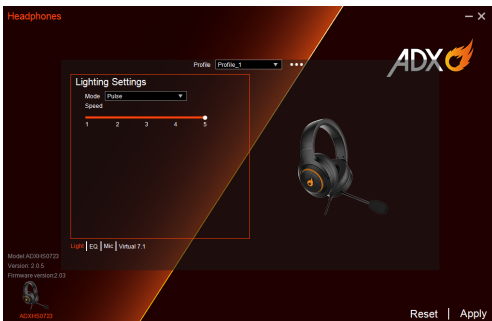 Headphones
ADX
Profile Profile_1
Lighting Settings
Mode Pulse
Speed
1 2 3 4 5
Light EQ Mic Virtual 7.1
Model:ADXHS0723
Version: 2.0.5
Firmware version:2.03
ADXHS0723
Reset Apply